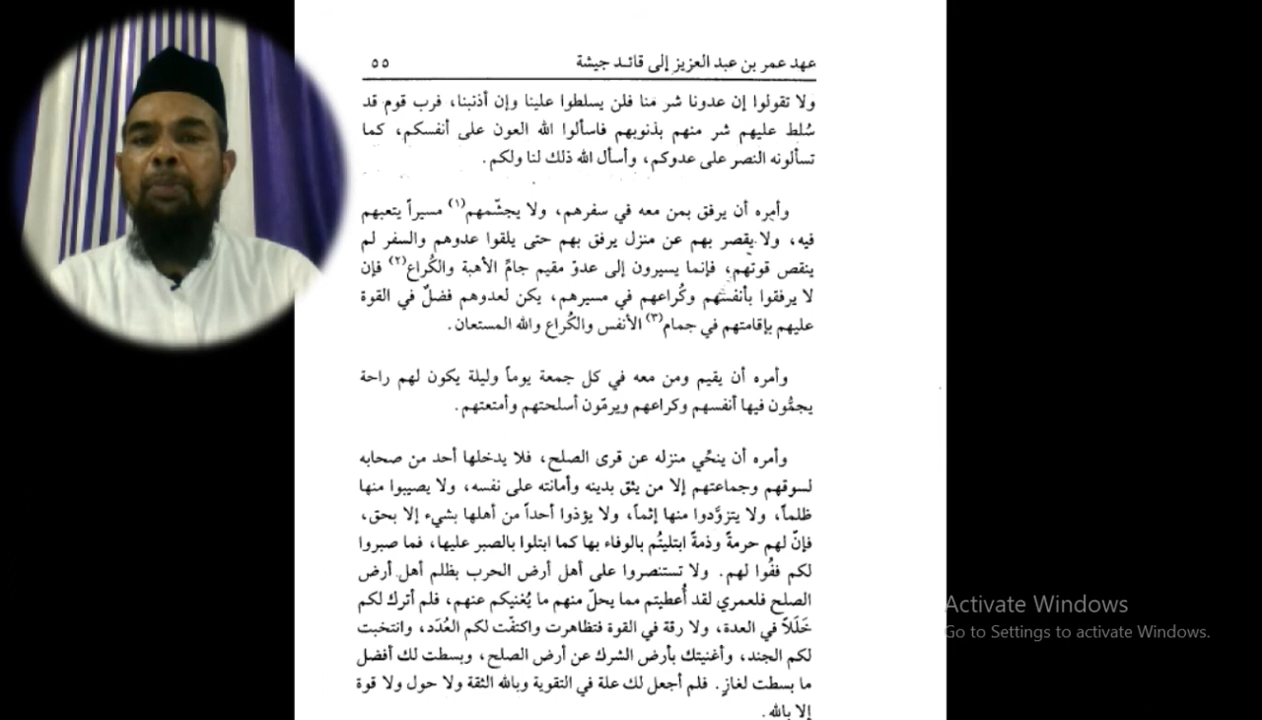 عهد عمر بن عبد العزيز إلى قائد جيشة ٥٥
ولا تقولوا إن عدونا شر منا فلن يسلطوا علينا وإن أذنبنا، فرب قوم قد
سُلط عليهم شر منهم بذنوبهم فاسألوا الله العون على أنفسكم، كما
تسألونه النصر على عدوكم، وأسأل الله ذلك لنا ولكم.
وأمره أن يرفق بمن معه في سفرهم، ولا يجشّمهم(١) مسيراً يتعبهم
فيه، ولا يقصر بهم عن منزل يرفق بهم حتى يلقوا عدوهم والسفر لم
ينقص قوتهم، فإنما يسيرون إلى عدوّ مقيم جامّ الأهبة والكُراع(٢) فإن
لا يرفقوا بأنفسهم وكُراعهم في مسيرهم، يكن لعدوهم فضلٌ في القوة
عليهم بإقامتهم في جمام(٣) الأنفس والكُراع والله المستعان.
وأمره أن يقيم ومن معه في كل جمعة يوماً وليلة يكون لهم راحة
يجمُّون فيها أنفسهم وكراعهم ويرمّون أسلحتهم وأمتعتهم.
وأمره أن ينحِّي منزله عن قرى الصلح، فلا يدخلها أحد من صحابه
لسوقهم وجماعتهم إلا من يثق بدينه وأمانته على نفسه، ولا يصيبوا منها
ظلماً، ولا يتزوَّدوا منها إثماً، ولا يؤذوا أحداً من أهلها بشيء إلا بحق،
فإنّ لهم حرمةً وذمةً ابتليتُم بالوفاء بها كما ابتلوا بالصبر عليها، فما صبروا
لكم ففُوا لهم. ولا تستنصروا على أهل أرض الحرب بظلم أهل أرض
الصلح فلعمري لقد أُعطيتم مما يحلّ منهم ما يُغنيكم عنهم، فلم أترك لكم
خَلَلاً في العدة، ولا رقة في القوة فتظاهرت واكتفّت لكم العُدَد، وانتخبت
لكم الجند، وأغنيتك بأرض الشرك عن أرض الصلح، وبسطت لك أفضل
ما بسطت لغازٍ. فلم أجعل لك علة في التقوية وبالله الثقة ولا حول ولا قوة
إلا بالله.
Activate Windows
Go to Settings to activate Windows.